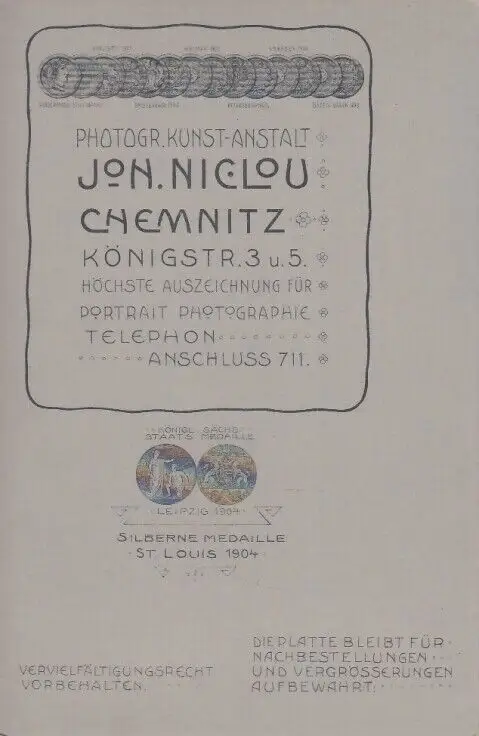 PHOTOGR. KUNST-ANSTALT
JOH. NICLOU
CHEMNITZ
KÖNIGSTR. 3 u. 5.
HÖCHSTE AUSZEICHNUNG FÜR
PORTRAIT PHOTOGRAPHIE
TELEPHON
ANSCHLUSS 711.
KÖNIGL. SÄCHS.
STAATS MEDAILLE
LEIPZIG 1904
SILBERNE MEDAILLE
ST LOUIS 1904
DIE PLATTE BLEIBT FÜR
NACHBESTELLUNGEN
UND VERGRÖSSERUNGEN
AUFBEWAHRT.
VERVIELFÄLTIGUNGSRECHT
VORBEHALTEN.